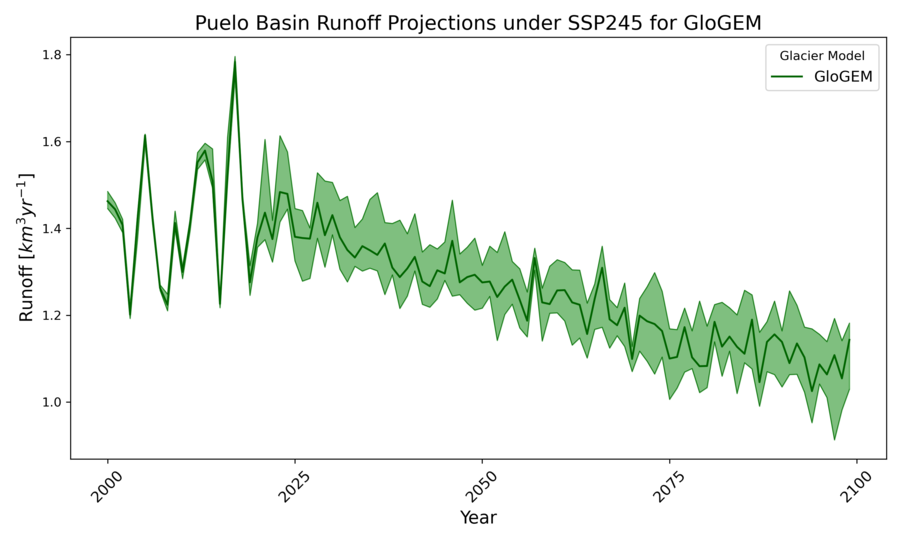 Puelo Basin Runoff Projections under SSP245 for GloGEM
Glacier Model
GloGEM
Runoff [km³yr⁻¹]
1.8
1.6
1.4
1.2
1.0
2000
2025
2050
2075
2100
Year